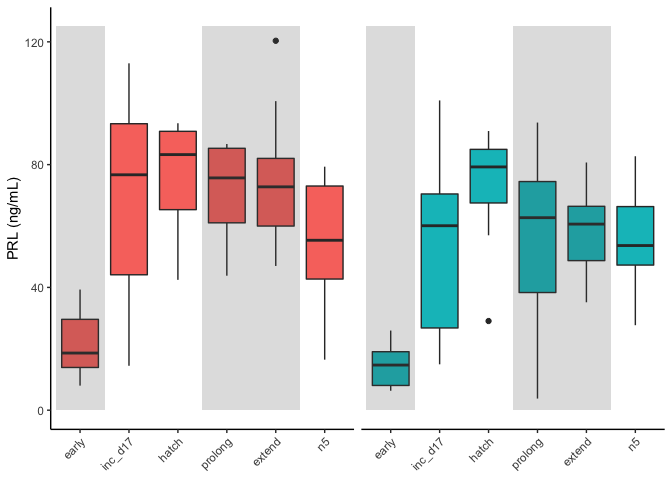 PRL (ng/mL)
120
80
40
0
early
inc_d17
hatch
prolong
extend
n5
early
inc_d17
hatch
prolong
extend
n5